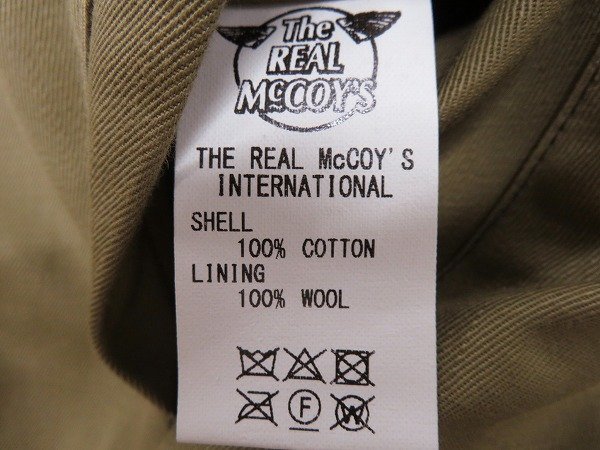 The
REAL
McCOY'S
THE REAL McCOY'S
INTERNATIONAL
SHELL
100% COTTON
LINING
100% WOOL
F
W